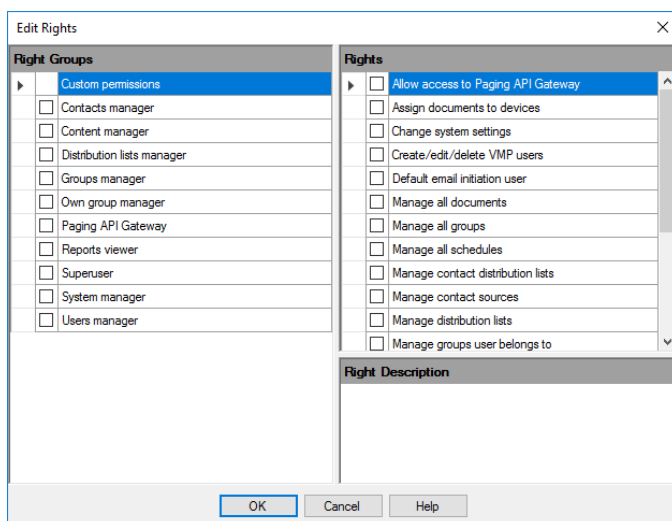 Edit Rights
Right Groups
Custom permissions
Contacts manager
Content manager
Distribution lists manager
Groups manager
Own group manager
Paging API Gateway
Reports viewer
Superuser
System manager
Users manager
Rights
Allow access to Paging API Gateway
Assign documents to devices
Change system settings
Create/edit/delete VMP users
Default email initiation user
Manage all documents
Manage all groups
Manage all schedules
Manage contact distribution lists
Manage contact sources
Manage distribution lists
Manage groups user belongs to
Right Description
OK Cancel Help